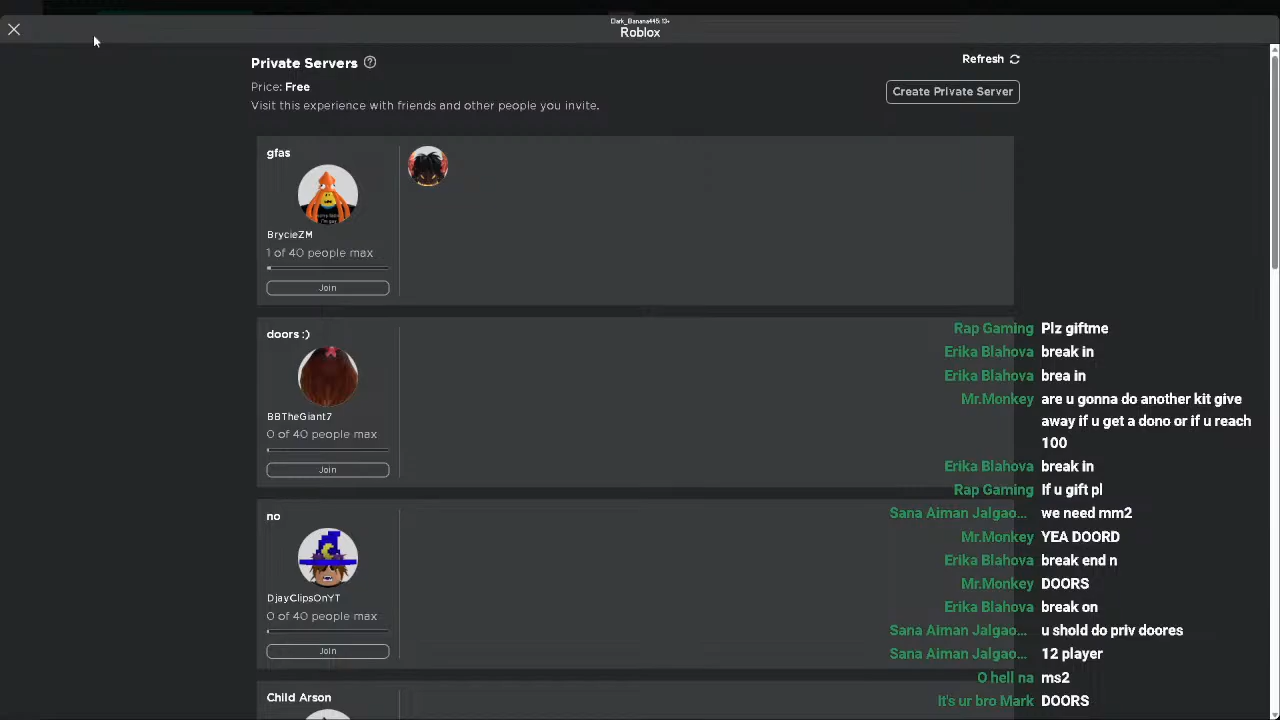 Dark_Banana445: 13+
Roblox
Private Servers
Refresh
Price: Free
Create Private Server
Visit this experience with friends and other people you invite.
gfas
BrycieZM
1 of 40 people max
Join
doors :)
BBTheGiant7
0 of 40 people max
Join
no
DjayClipsOnYT
0 of 40 people max
Join
Child Arson
Rap Gaming Plz giftme
Erika Blahova break in
Erika Blahova brea in
Mr.Monkey are u gonna do another kit give
away if u get a dono or if u reach
100
Erika Blahova break in
Rap Gaming If u gift pl
Sana Aiman Jalgao... we need mm2
Mr.Monkey YEA DOORD
Erika Blahova break end n
Mr.Monkey DOORS
Erika Blahova break on
Sana Aiman Jalgao... u shold do priv doores
Sana Aiman Jalgao... 12 player
O hell na ms2
It's ur bro Mark DOORS